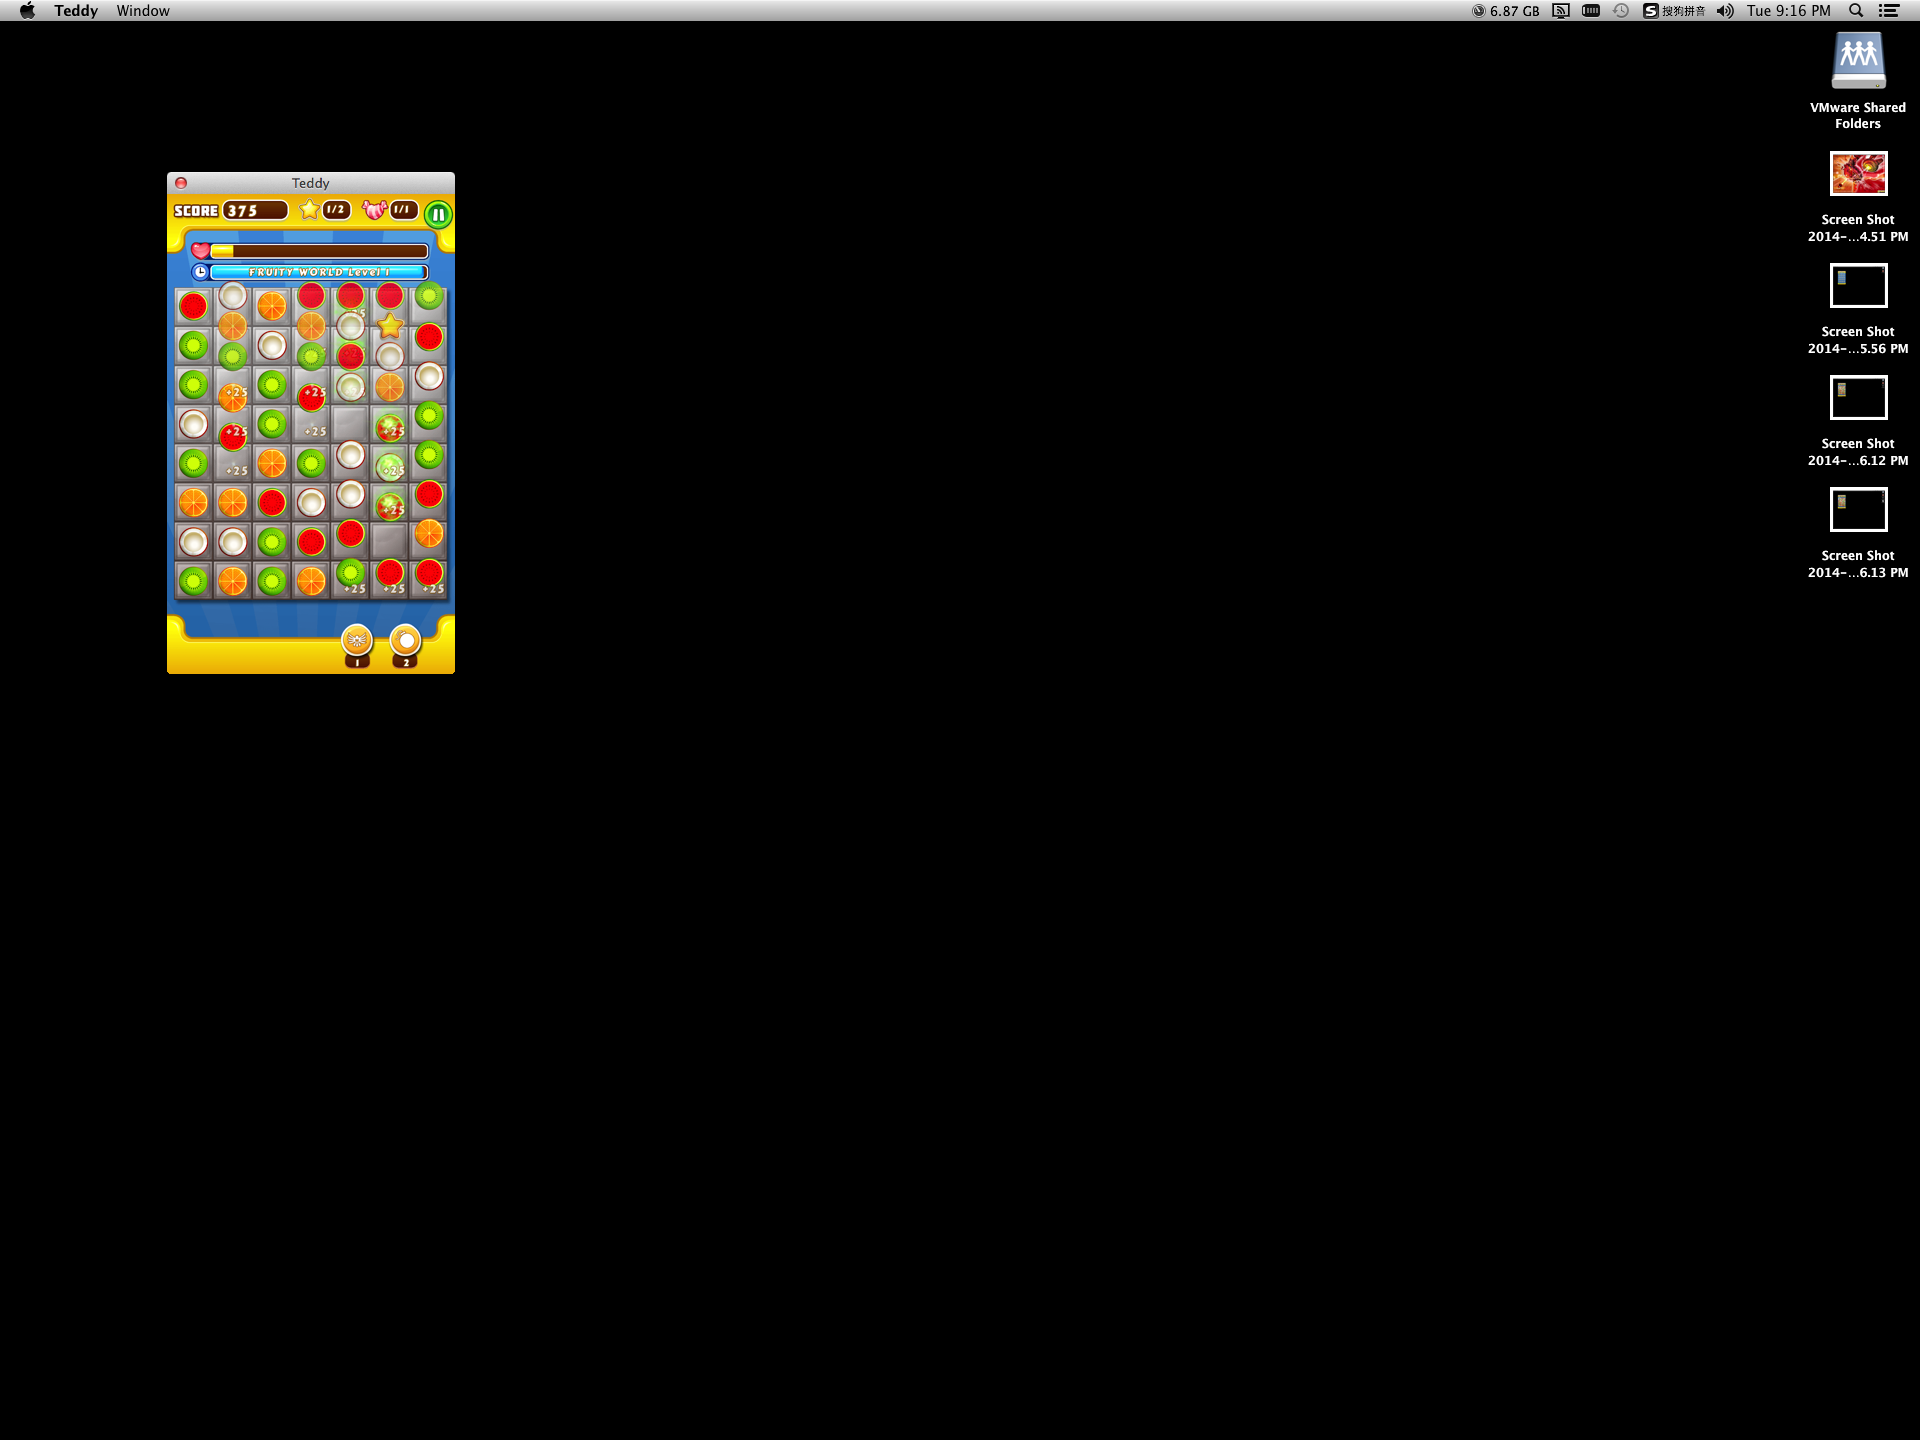 Teddy Window 6.87 GB S 搜狗拼音 Tue 9:16 PM
VMware Shared
Folders
Screen Shot
2014-...4.51 PM
Screen Shot
2014-...5.56 PM
Screen Shot
2014-...6.12 PM
Screen Shot
2014-...6.13 PM
Teddy
SCORE 375 1/2 1/1
FRUITY WORLD Level 1
+25 +25
+25 +25 +25
+25 +25
+25
+25 +25 +25
1 2